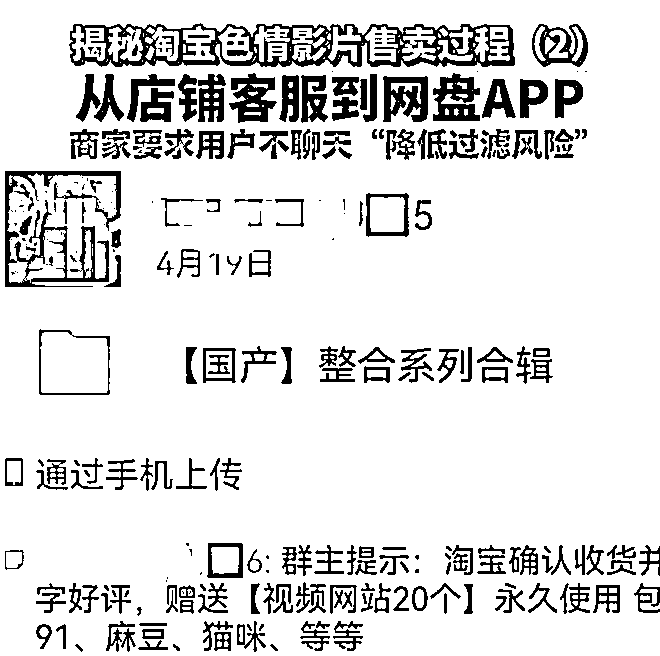 揭秘淘宝色情影片售卖过程（2）
从店铺客服到网盘APP
商家要求用户不聊天“降低过滤风险”
5
4月19日
【国产】整合系列合辑
通过手机上传
6: 群主提示：淘宝确认收货并
字好评，赠送【视频网站20个】永久使用 包
91、麻豆、猫咪、等等